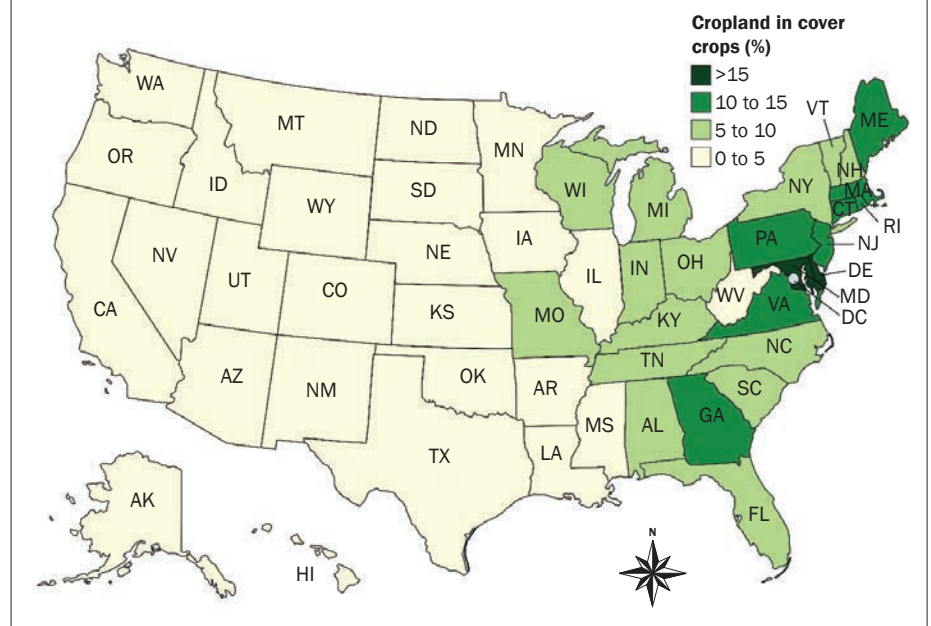 Cropland in cover
crops (%)
>15
10 to 15
5 to 10
0 to 5
WA
OR
ID
MT
ND
SD
WY
NE
MN
IA
WI
MI
NV
UT
CO
KS
CA
AZ
NM
OK
TX
MO
IL
IN
OH
KY
TN
AR
LA
MS
AL
GA
FL
SC
NC
VA
WV
PA
NY
VT
NH
ME
MA
CT
RI
NJ
DE
MD
DC
AK
HI
N